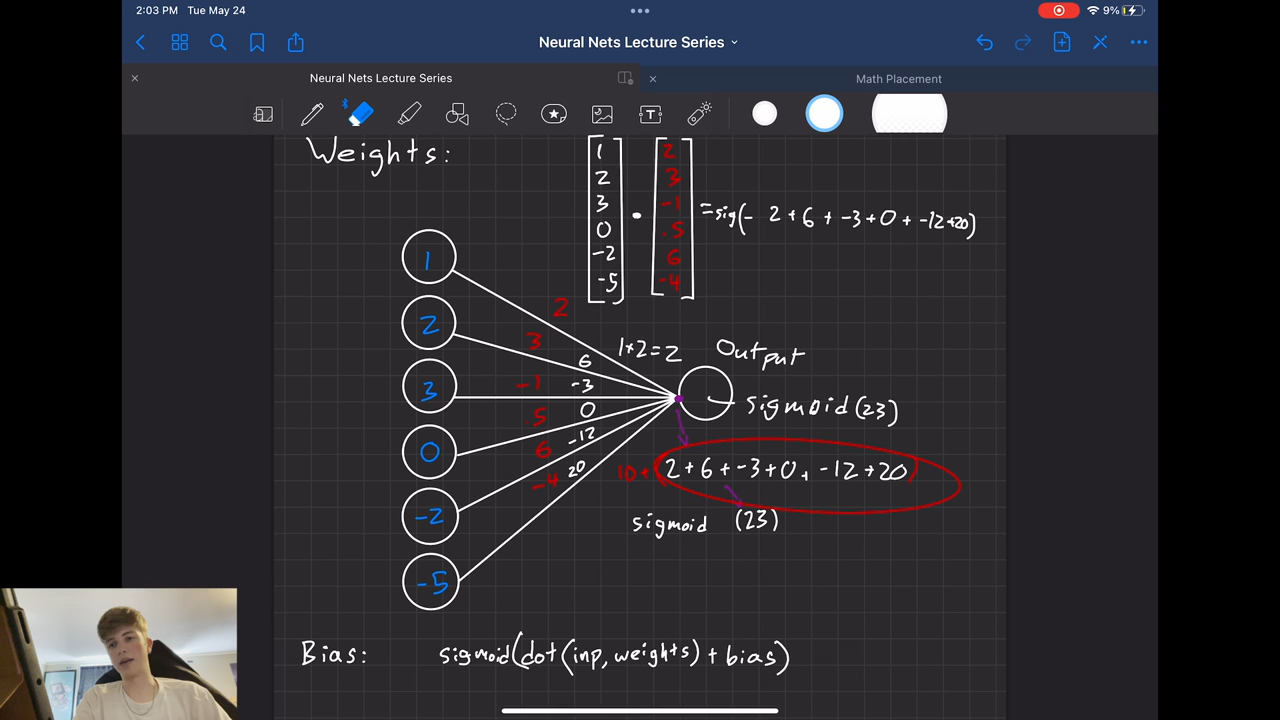 2:03 PM Tue May 24
9%
Neural Nets Lecture Series
Neural Nets Lecture Series
Math Placement
T
Weights:
1
2
3
0
-2
-5
2
3
-1
.5
6
-4
=sig(- 2+6+-3+0+-12+20)
1
2
3
0
-2
-5
2
3
-1
.5
6
-4
1*2=2
6
-3
0
-12
20
Output
sigmoid(23)
10+(2+6+-3+0+-12+20)
sigmoid (23)
Bias: sigmoid(dot(inp, weights)+bias)